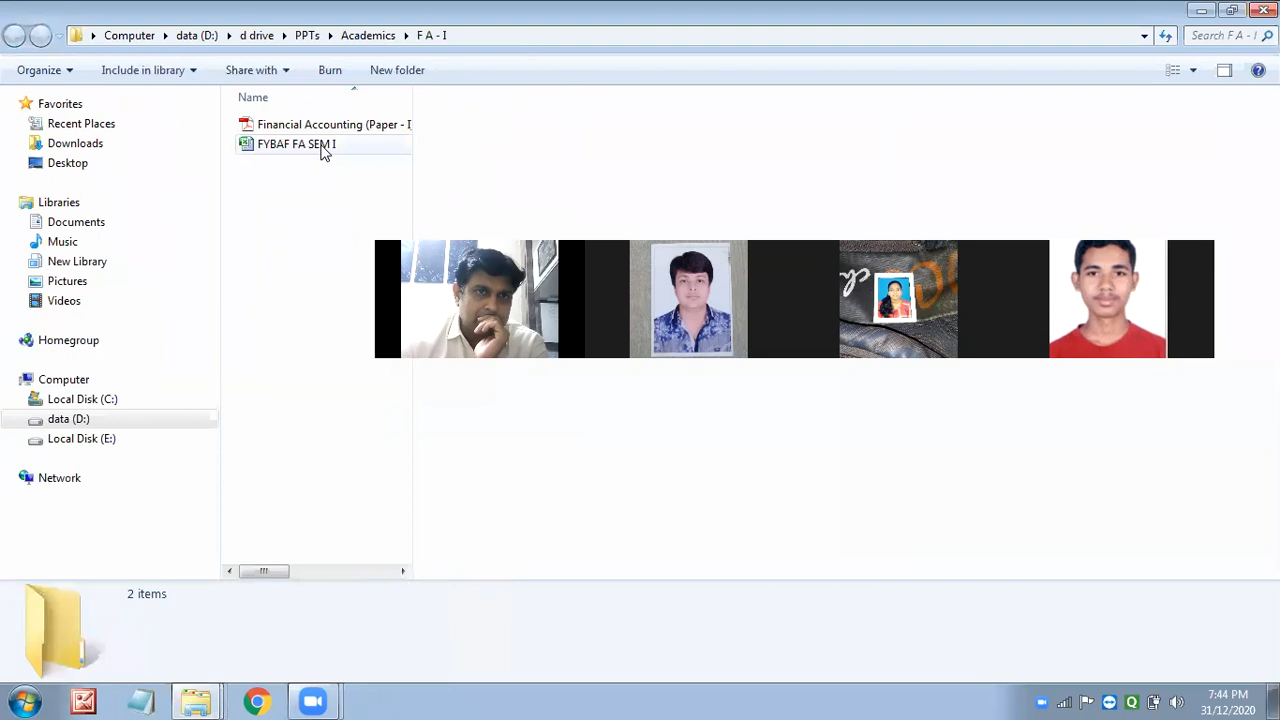 Computer data (D:) d drive PPTs Academics F A - I Search F A - I
Organize Include in library Share with Burn New folder
Favorites
Recent Places
Downloads
Desktop
Libraries
Documents
Music
New Library
Pictures
Videos
Homegroup
Computer
Local Disk (C:)
data (D:)
Local Disk (E:)
Network
Name
Financial Accounting (Paper - I
FYBAF FA SEM I
ch
2 items
7:44 PM
31/12/2020